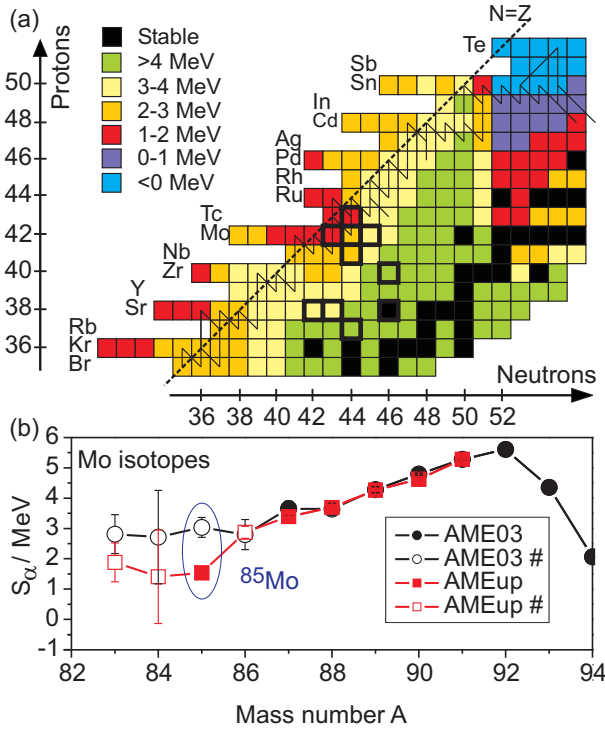 (a)
N=Z
Protons
Stable
>4 MeV
3-4 MeV
2-3 MeV
1-2 MeV
0-1 MeV
<0 MeV
50
48
46
44
42
40
38
36
Te
Sb
Sn
In
Cd
Ag
Pd
Rh
Ru
Tc
Mo
Nb
Zr
Y
Sr
Rb
Kr
Br
Neutrons
36 38 40 42 44 46 48 50 52
(b)
Mo isotopes
Sα/ MeV
6
5
4
3
2
1
0
-1
⁸⁵Mo
AME03
AME03 #
AMEup
AMEup #
82 84 86 88 90 92 94
Mass number A